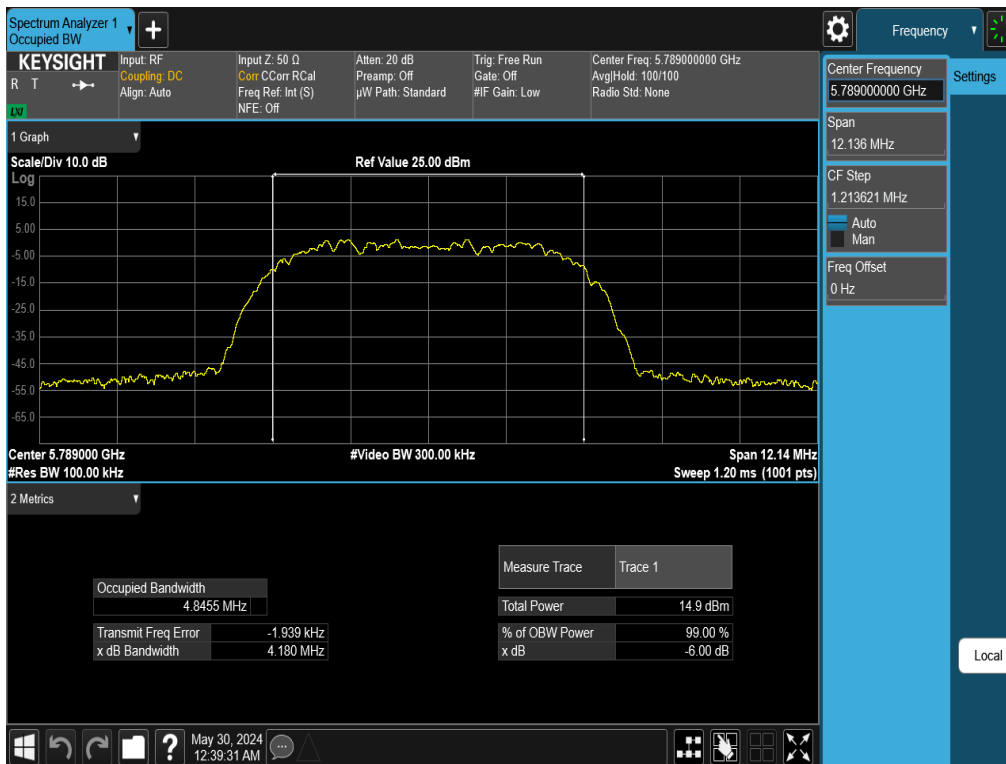 Spectrum Analyzer 1
Occupied BW
Frequency
KEYSIGHT
R T
LXI
Input: RF
Coupling: DC
Align: Auto
Input Z: 50 Ω
Corr CCorr RCal
Freq Ref: Int (S)
NFE: Off
Atten: 20 dB
Preamp: Off
µW Path: Standard
Trig: Free Run
Gate: Off
#IF Gain: Low
Center Freq: 5.789000000 GHz
Avg|Hold: 100/100
Radio Std: None
Center Frequency
5.789000000 GHz
Settings
Span
12.136 MHz
CF Step
1.213621 MHz
Auto
Man
Freq Offset
0 Hz
1 Graph
Scale/Div 10.0 dB
Ref Value 25.00 dBm
Log
15.0
5.00
-5.00
-15.0
-25.0
-35.0
-45.0
-55.0
-65.0
Center 5.789000 GHz
#Video BW 300.00 kHz
Span 12.14 MHz
#Res BW 100.00 kHz
Sweep 1.20 ms (1001 pts)
2 Metrics
Measure Trace Trace 1
Occupied Bandwidth
4.8455 MHz
Total Power 14.9 dBm
Transmit Freq Error -1.939 kHz
% of OBW Power 99.00 %
x dB Bandwidth 4.180 MHz
x dB -6.00 dB
Local
?
May 30, 2024
12:39:31 AM